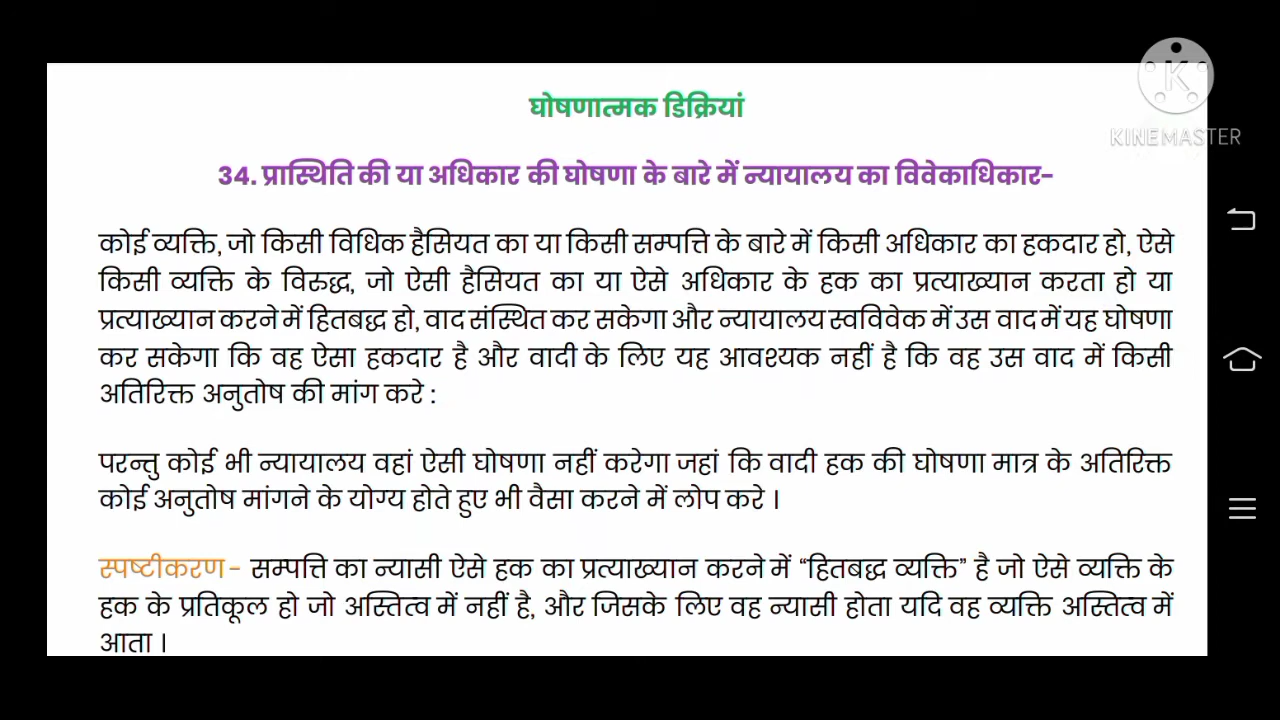 घोषणात्मक डिक्रियां
34. प्रास्थिति की या अधिकार की घोषणा के बारे में न्यायालय का विवेकाधिकार-
कोई व्यक्ति, जो किसी विधिक हैसियत का या किसी सम्पत्ति के बारे में किसी अधिकार का हकदार हो, ऐसे
किसी व्यक्ति के विरुद्ध, जो ऐसी हैसियत का या ऐसे अधिकार के हक का प्रत्याख्यान करता हो या
प्रत्याख्यान करने में हितबद्ध हो, वाद संस्थित कर सकेगा और न्यायालय स्वविवेक में उस वाद में यह घोषणा
कर सकेगा कि वह ऐसा हकदार है और वादी के लिए यह आवश्यक नहीं है कि वह उस वाद में किसी
अतिरिक्त अनुतोष की मांग करे :
परन्तु कोई भी न्यायालय वहां ऐसी घोषणा नहीं करेगा जहां कि वादी हक की घोषणा मात्र के अतिरिक्त
कोई अनुतोष मांगने के योग्य होते हुए भी वैसा करने में लोप करे ।
स्पष्टीकरण - सम्पत्ति का न्यासी ऐसे हक का प्रत्याख्यान करने में “हितबद्ध व्यक्ति” है जो ऐसे व्यक्ति के
हक के प्रतिकूल हो जो अस्तित्व में नहीं है, और जिसके लिए वह न्यासी होता यदि वह व्यक्ति अस्तित्व में
आता ।
K
KINEMASTER